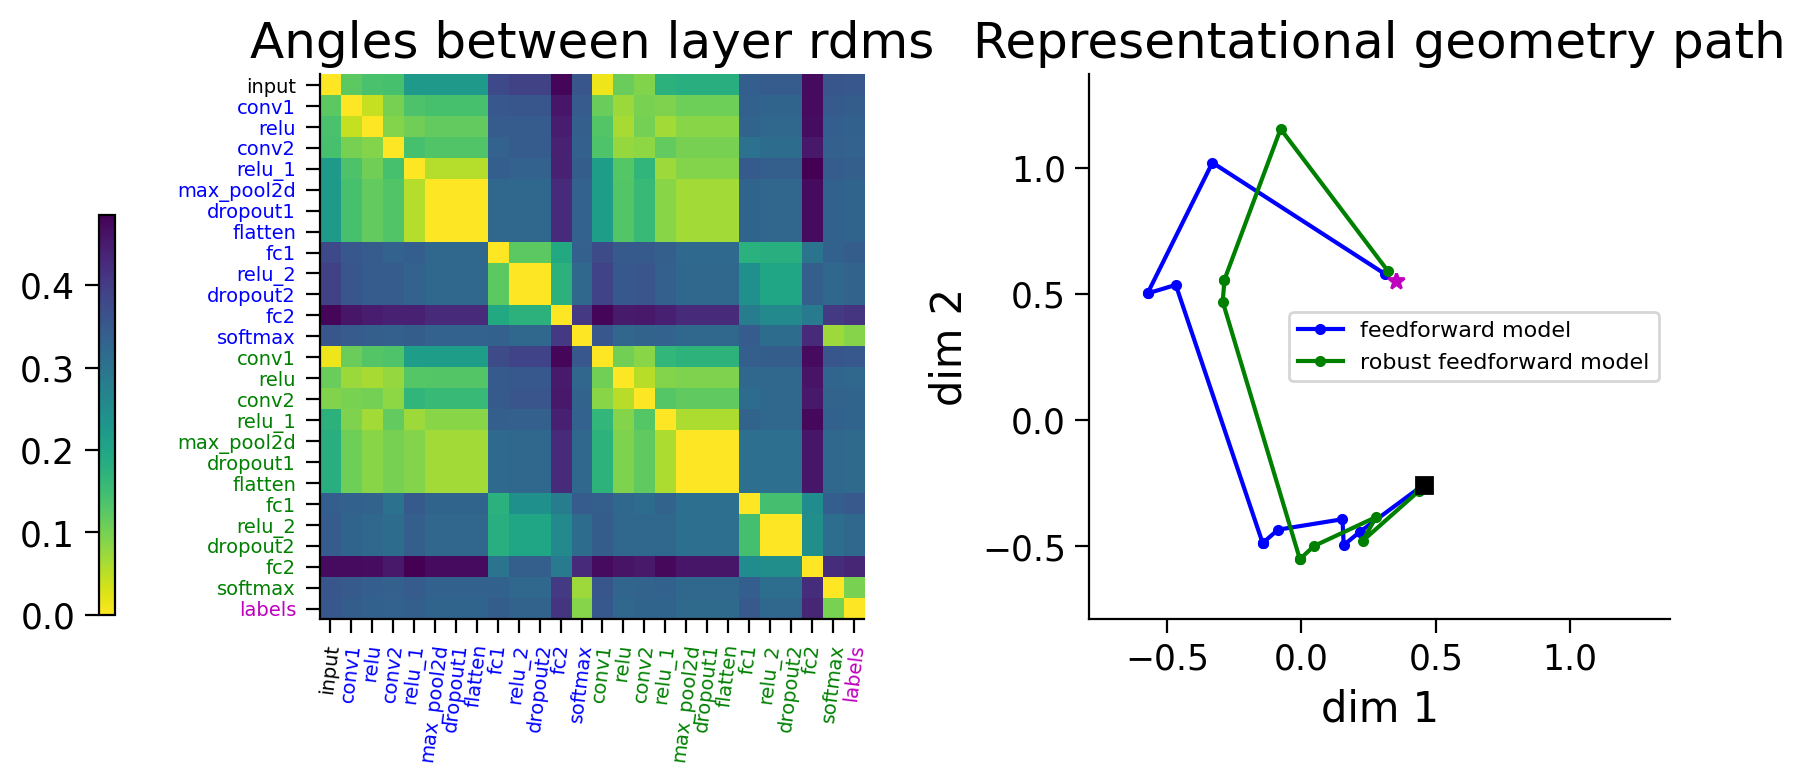 Angles between layer rdms
Representational geometry path
input
conv1
relu
conv2
relu_1
max_pool2d
dropout1
flatten
fc1
relu_2
dropout2
fc2
softmax
conv1
relu
conv2
relu_1
max_pool2d
dropout1
flatten
fc1
relu_2
dropout2
fc2
softmax
labels
0.4
0.3
0.2
0.1
0.0
input
conv1
relu
conv2
relu_1
max_pool2d
dropout1
flatten
fc1
relu_2
dropout2
fc2
softmax
conv1
relu
conv2
relu_1
max_pool2d
dropout1
flatten
fc1
relu_2
dropout2
fc2
softmax
labels
dim 2
1.0
0.5
0.0
−0.5
feedforward model
robust feedforward model
−0.5
0.0
0.5
1.0
dim 1